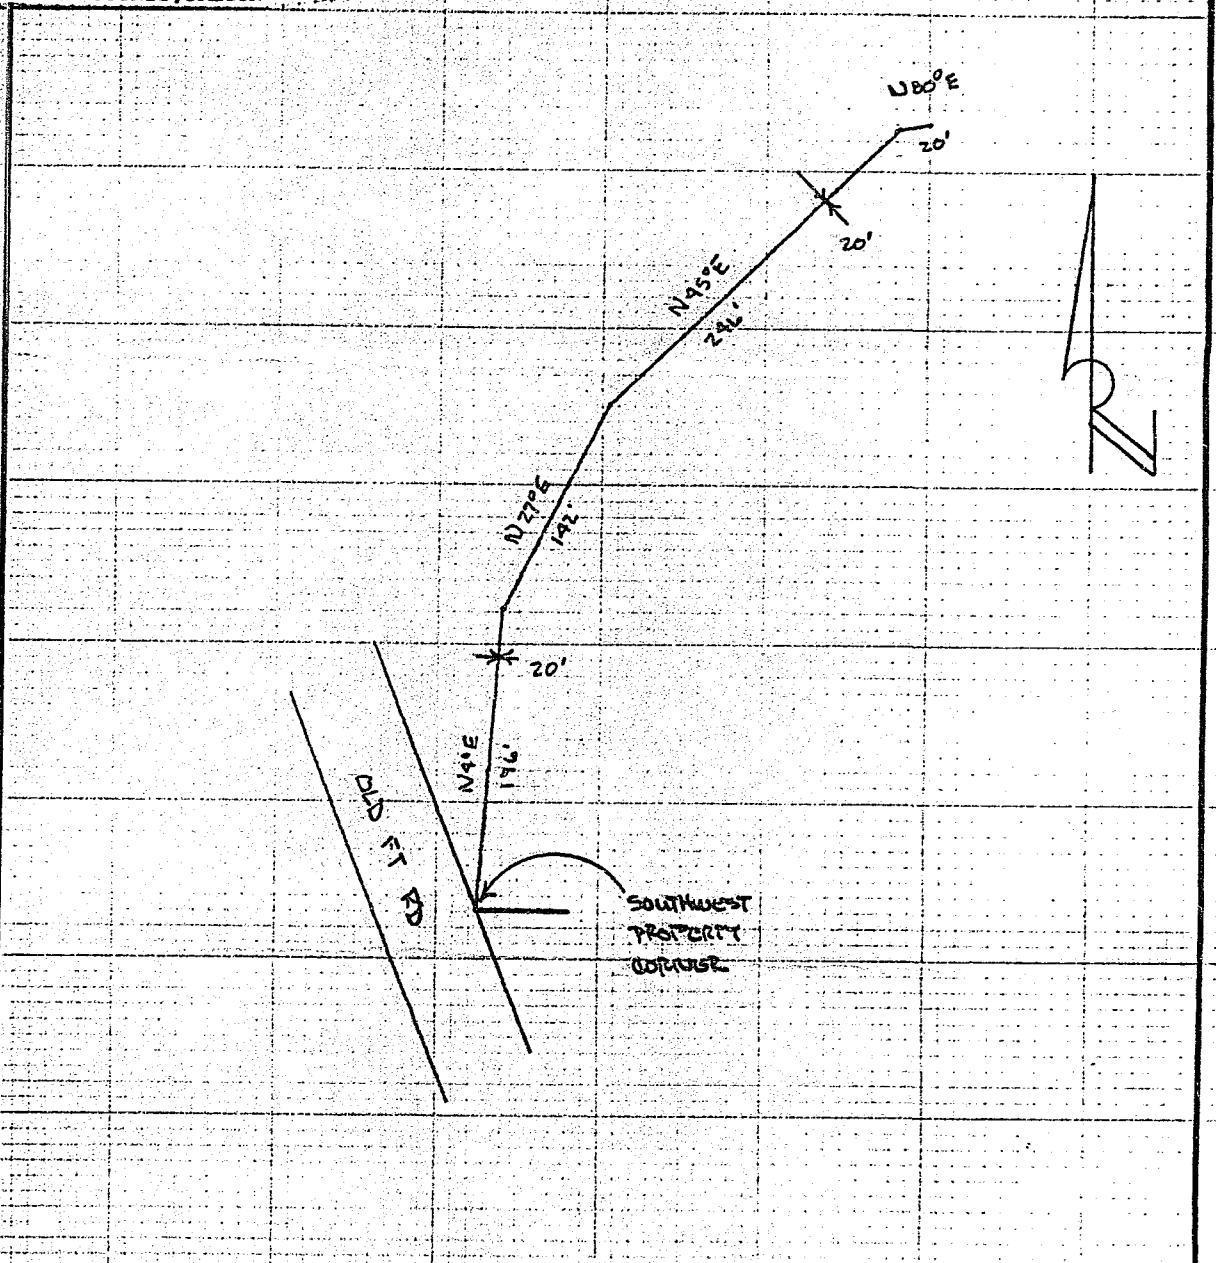 N80°E
20'
20'
N45°E
246'
N27°E
142'
20'
N4°E
196'
OLD FT RD
SOUTHWEST
PROPERTY
CORNER
N